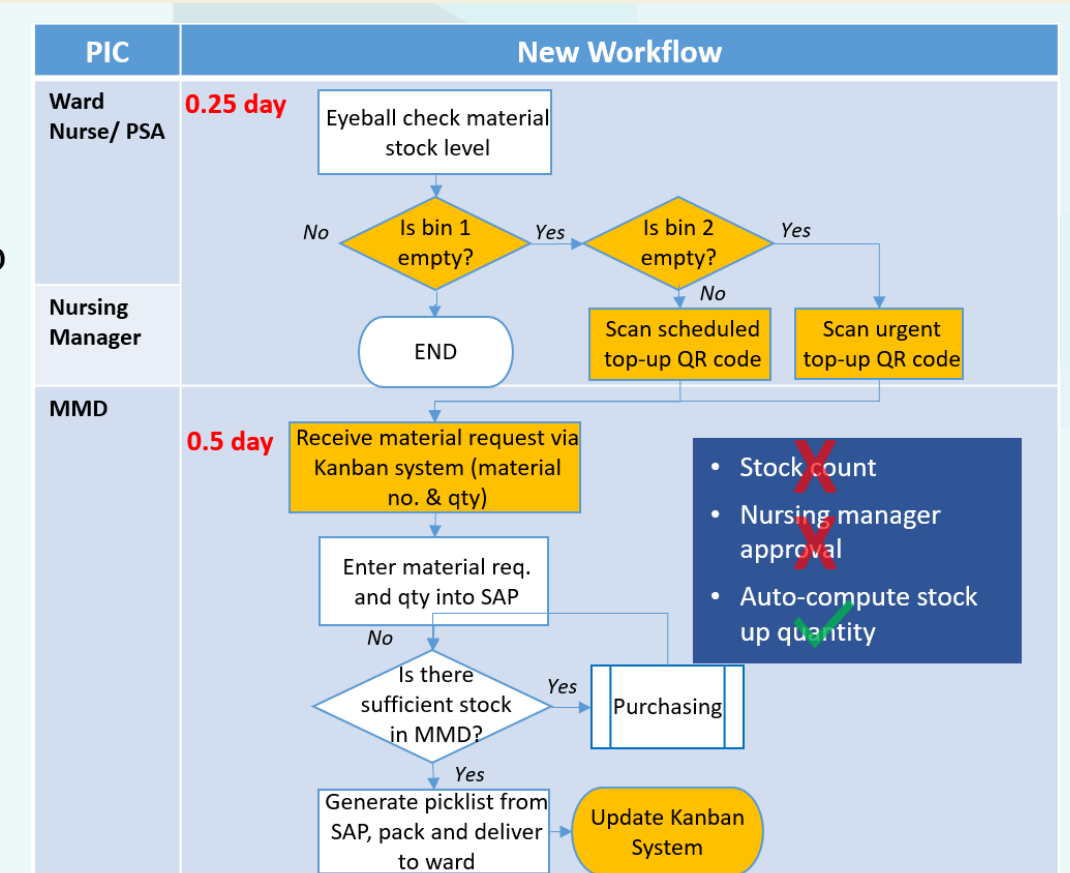 PIC
New Workflow
Ward
Nurse/ PSA
0.25 day
Eyeball check material
stock level
No
Is bin 1
empty?
Yes
Is bin 2
empty?
Yes
No
Nursing
Manager
END
Scan scheduled
top-up QR code
Scan urgent
top-up QR code
MMD
0.5 day
Receive material request via
Kanban system (material
no. & qty)
• Stock count
• Nursing manager
approval
• Auto-compute stock
up quantity
Enter material req.
and qty into SAP
No
Is there
sufficient stock
in MMD?
Yes
Purchasing
Yes
Generate picklist from
SAP, pack and deliver
to ward
Update Kanban
System